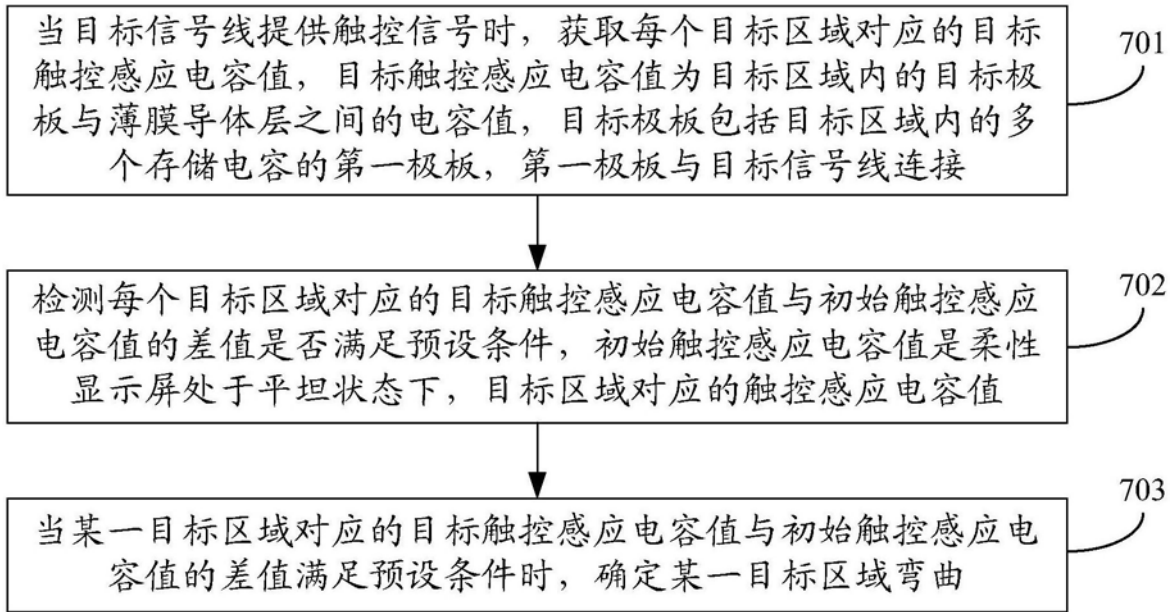 当目标信号线提供触控信号时，获取每个目标区域对应的目标
触控感应电容值，目标触控感应电容值为目标区域内的目标极
板与薄膜导体层之间的电容值，目标极板包括目标区域内的多
个存储电容的第一极板，第一极板与目标信号线连接
701
检测每个目标区域对应的目标触控感应电容值与初始触控感应
电容值的差值是否满足预设条件，初始触控感应电容值是柔性
显示屏处于平坦状态下，目标区域对应的触控感应电容值
702
当某一目标区域对应的目标触控感应电容值与初始触控感应电
容值的差值满足预设条件时，确定某一目标区域弯曲
703